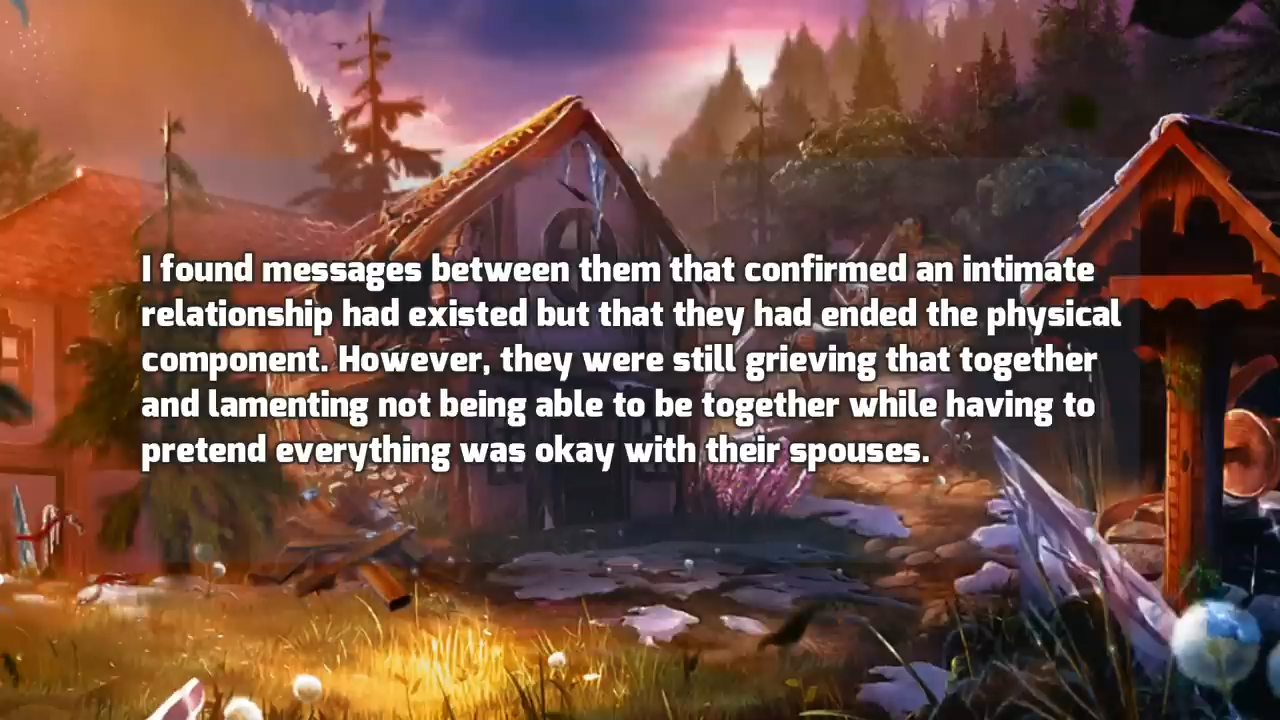 I found messages between them that confirmed an intimate
relationship had existed but that they had ended the physical
component. However, they were still grieving that together
and lamenting not being able to be together while having to
pretend everything was okay with their spouses.